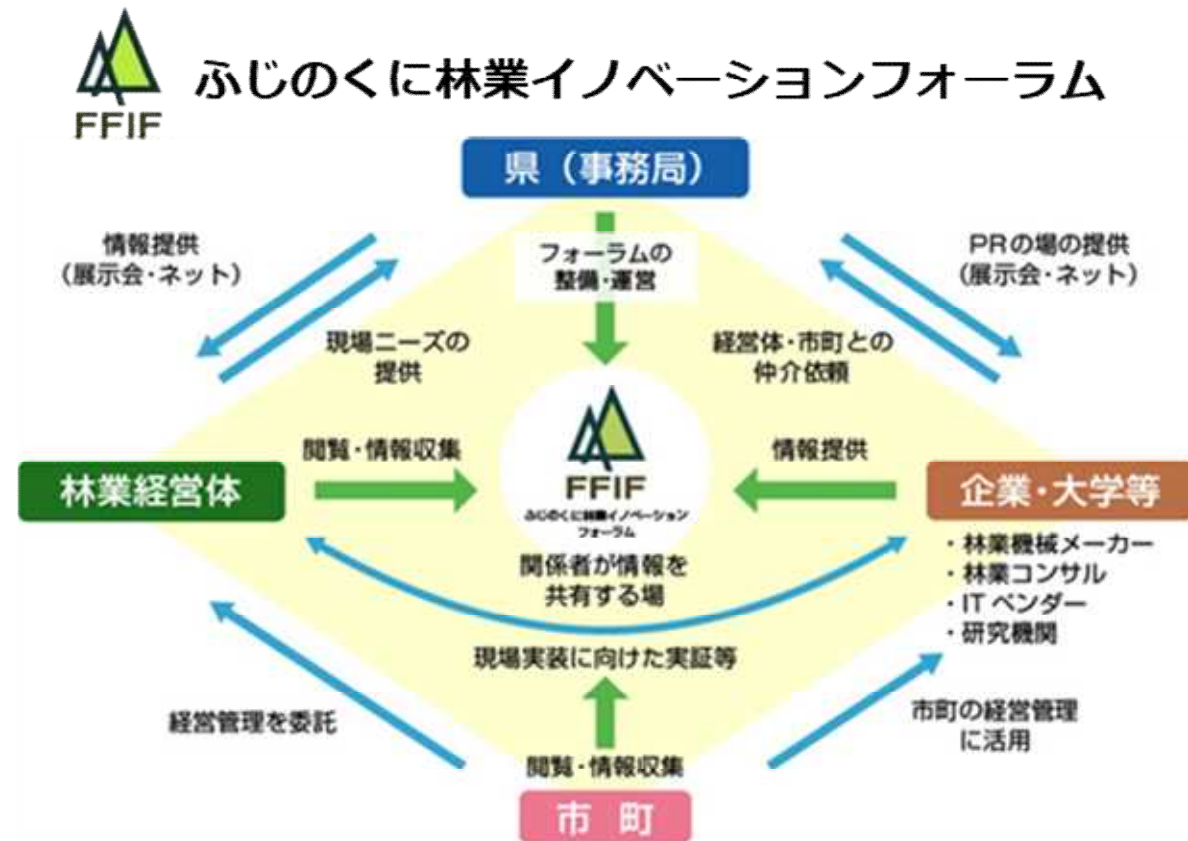 FFIF
ふじのくに林業イノベーションフォーラム
県（事務局）
情報提供
（展示会・ネット）
フォーラムの
整備・運営
PRの場の提供
（展示会・ネット）
現場ニーズの
提供
経営体・市町との
仲介依頼
閲覧・情報収集
情報提供
林業経営体
FFIF
ふじのくに林業イノベーション
フォーラム
企業・大学等
・林業機械メーカー
・林業コンサル
・ITベンダー
・研究機関
関係者が情報を
共有する場
現場実装に向けた実証等
経営管理を委託
市町の経営管理
に活用
閲覧・情報収集
市 町